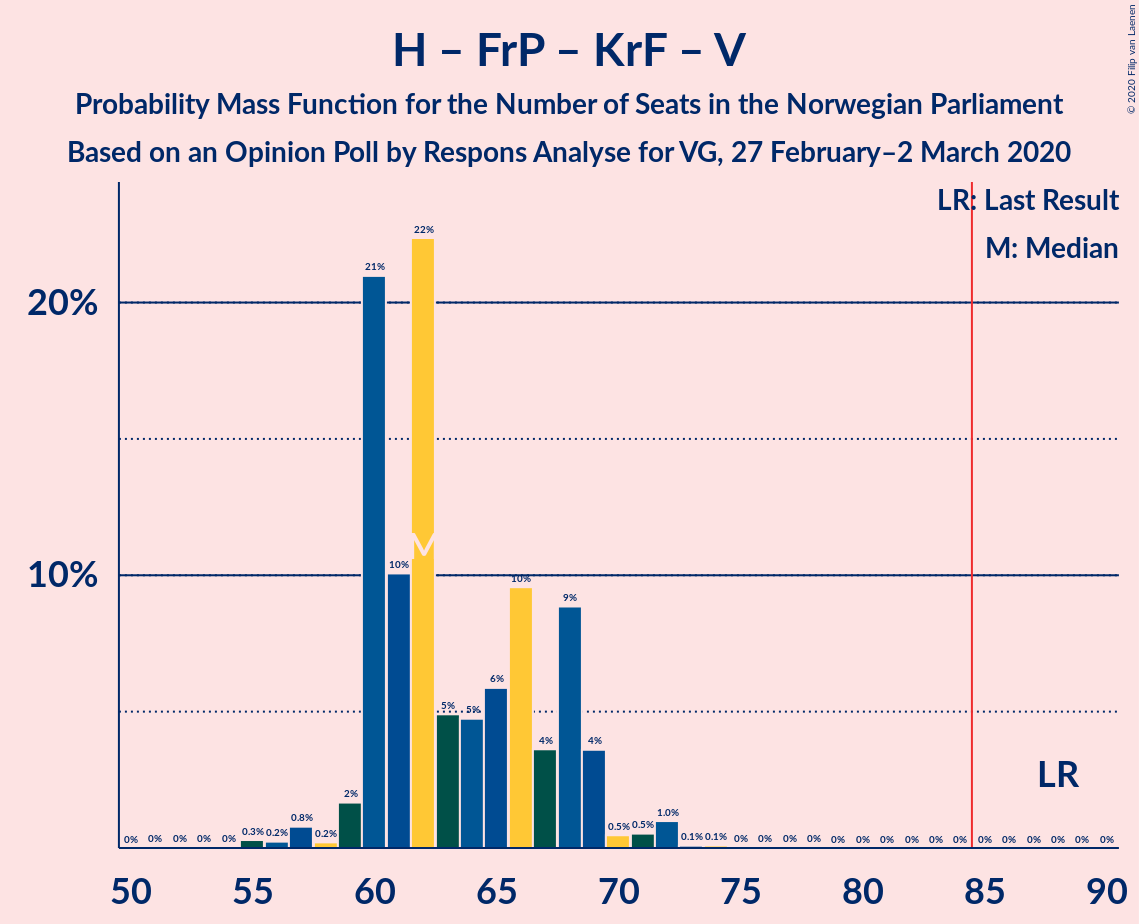 H – FrP – KrF – V
Probability Mass Function for the Number of Seats in the Norwegian Parliament
Based on an Opinion Poll by Respons Analyse for VG, 27 February–2 March 2020
© 2020 Filip van Laenen
LR: Last Result
M: Median
20%
10%
0% 0% 0% 0% 0% 0.3% 0.2% 0.8% 0.2% 2% 21% 10% 22% 5% 5% 6% 10% 4% 9% 4% 0.5% 0.5% 1.0% 0.1% 0.1% 0% 0% 0% 0% 0% 0% 0% 0% 0% 0% 0% 0% 0% 0% 0% 0%
M
LR
50 55 60 65 70 75 80 85 90